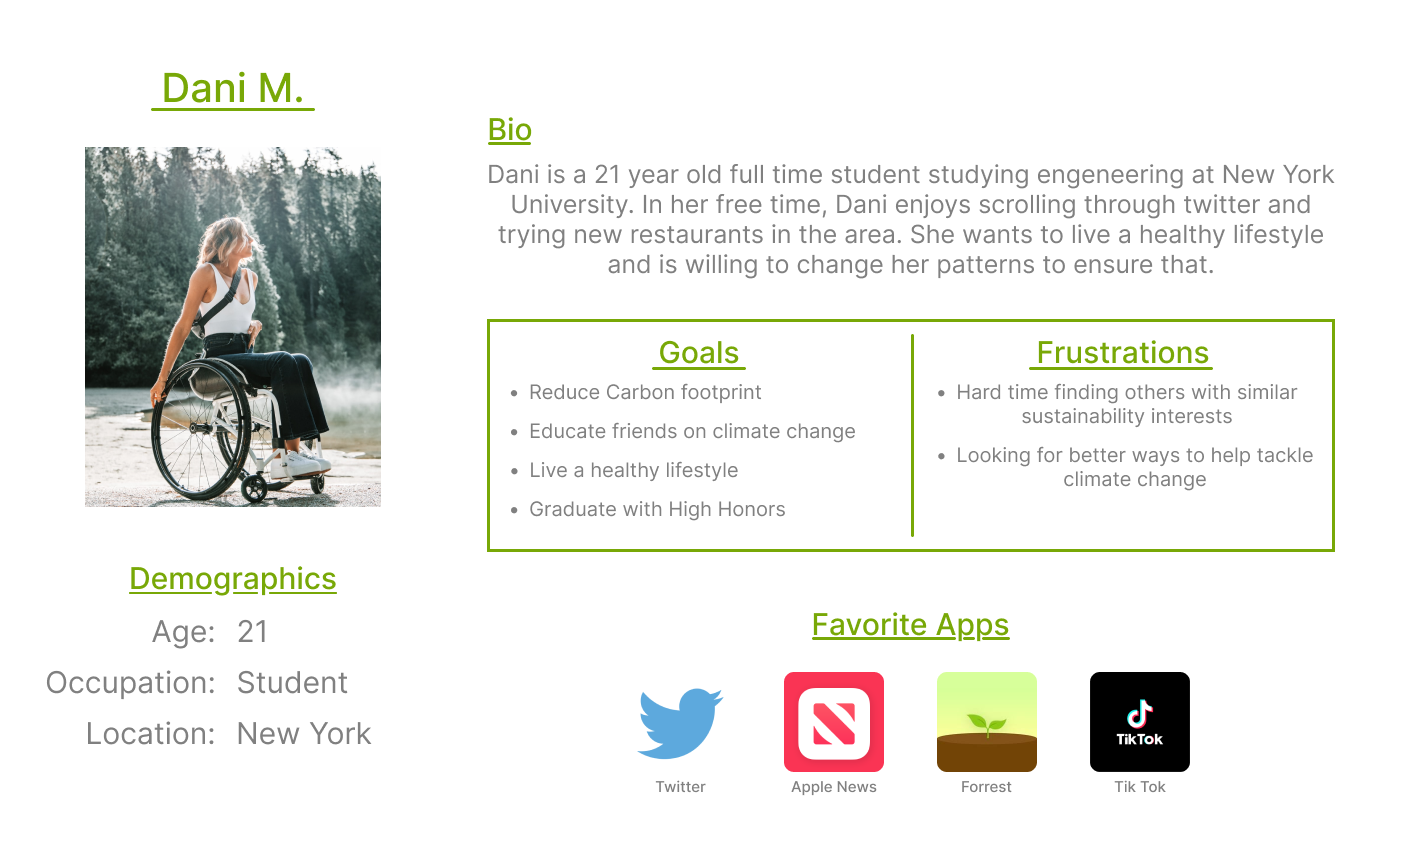 Dani M.
Bio
Dani is a 21 year old full time student studying engeneering at New York
University. In her free time, Dani enjoys scrolling through twitter and
trying new restaurants in the area. She wants to live a healthy lifestyle
and is willing to change her patterns to ensure that.
Goals
• Reduce Carbon footprint
• Educate friends on climate change
• Live a healthy lifestyle
• Graduate with High Honors
Frustrations
• Hard time finding others with similar
sustainability interests
• Looking for better ways to help tackle
climate change
Demographics
Age: 21
Occupation: Student
Location: New York
Favorite Apps
TikTok
Twitter
Apple News
Forrest
Tik Tok